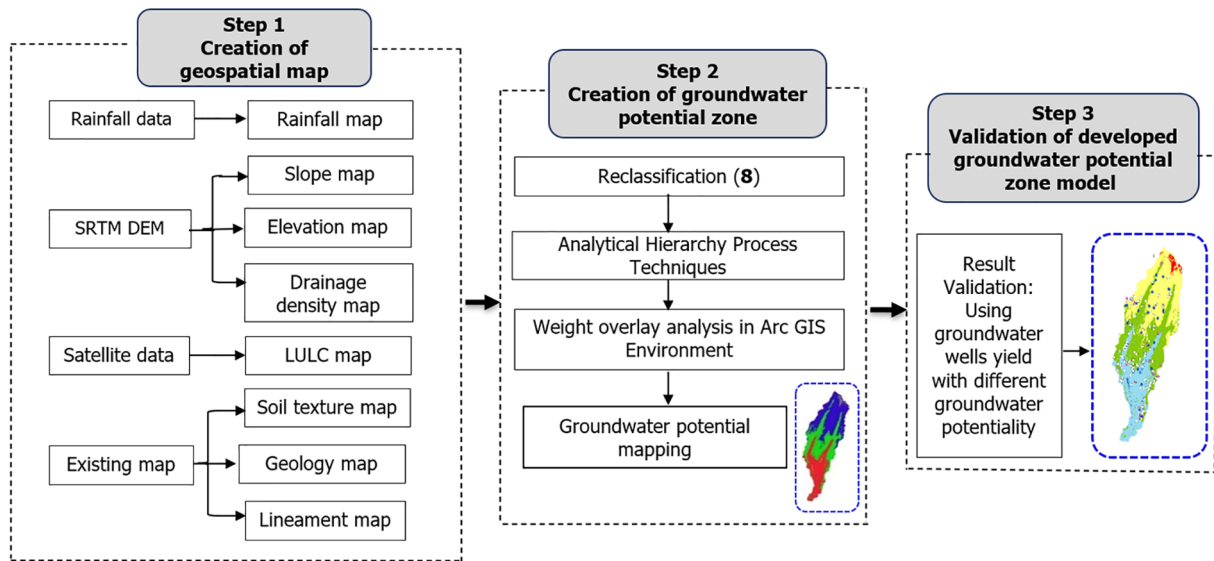 Step 1
Creation of
geospatial map
Rainfall data
Rainfall map
SRTM DEM
Slope map
Elevation map
Drainage
density map
Satellite data
LULC map
Existing map
Soil texture map
Geology map
Lineament map
Step 2
Creation of groundwater
potential zone
Reclassification (8)
Analytical Hierarchy Process
Techniques
Weight overlay analysis in Arc GIS
Environment
Groundwater potential
mapping
Step 3
Validation of developed
groundwater potential
zone model
Result
Validation:
Using
groundwater
wells yield
with different
groundwater
potentiality